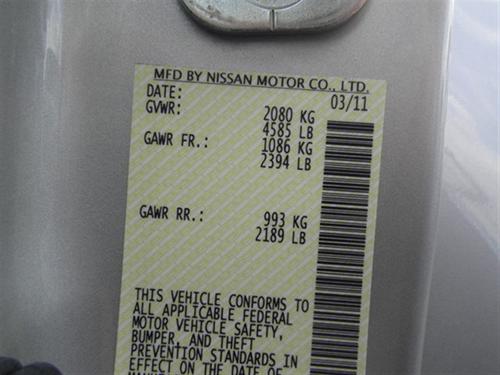 MFD BY NISSAN MOTOR CO., LTD.
DATE: 03/11
GVWR: 2080 KG
4585 LB
GAWR FR.: 1086 KG
2394 LB
GAWR RR.: 993 KG
2189 LB
THIS VEHICLE CONFORMS TO
ALL APPLICABLE FEDERAL
MOTOR VEHICLE SAFETY,
BUMPER, AND THEFT
PREVENTION STANDARDS IN
EFFECT ON THE DATE OF